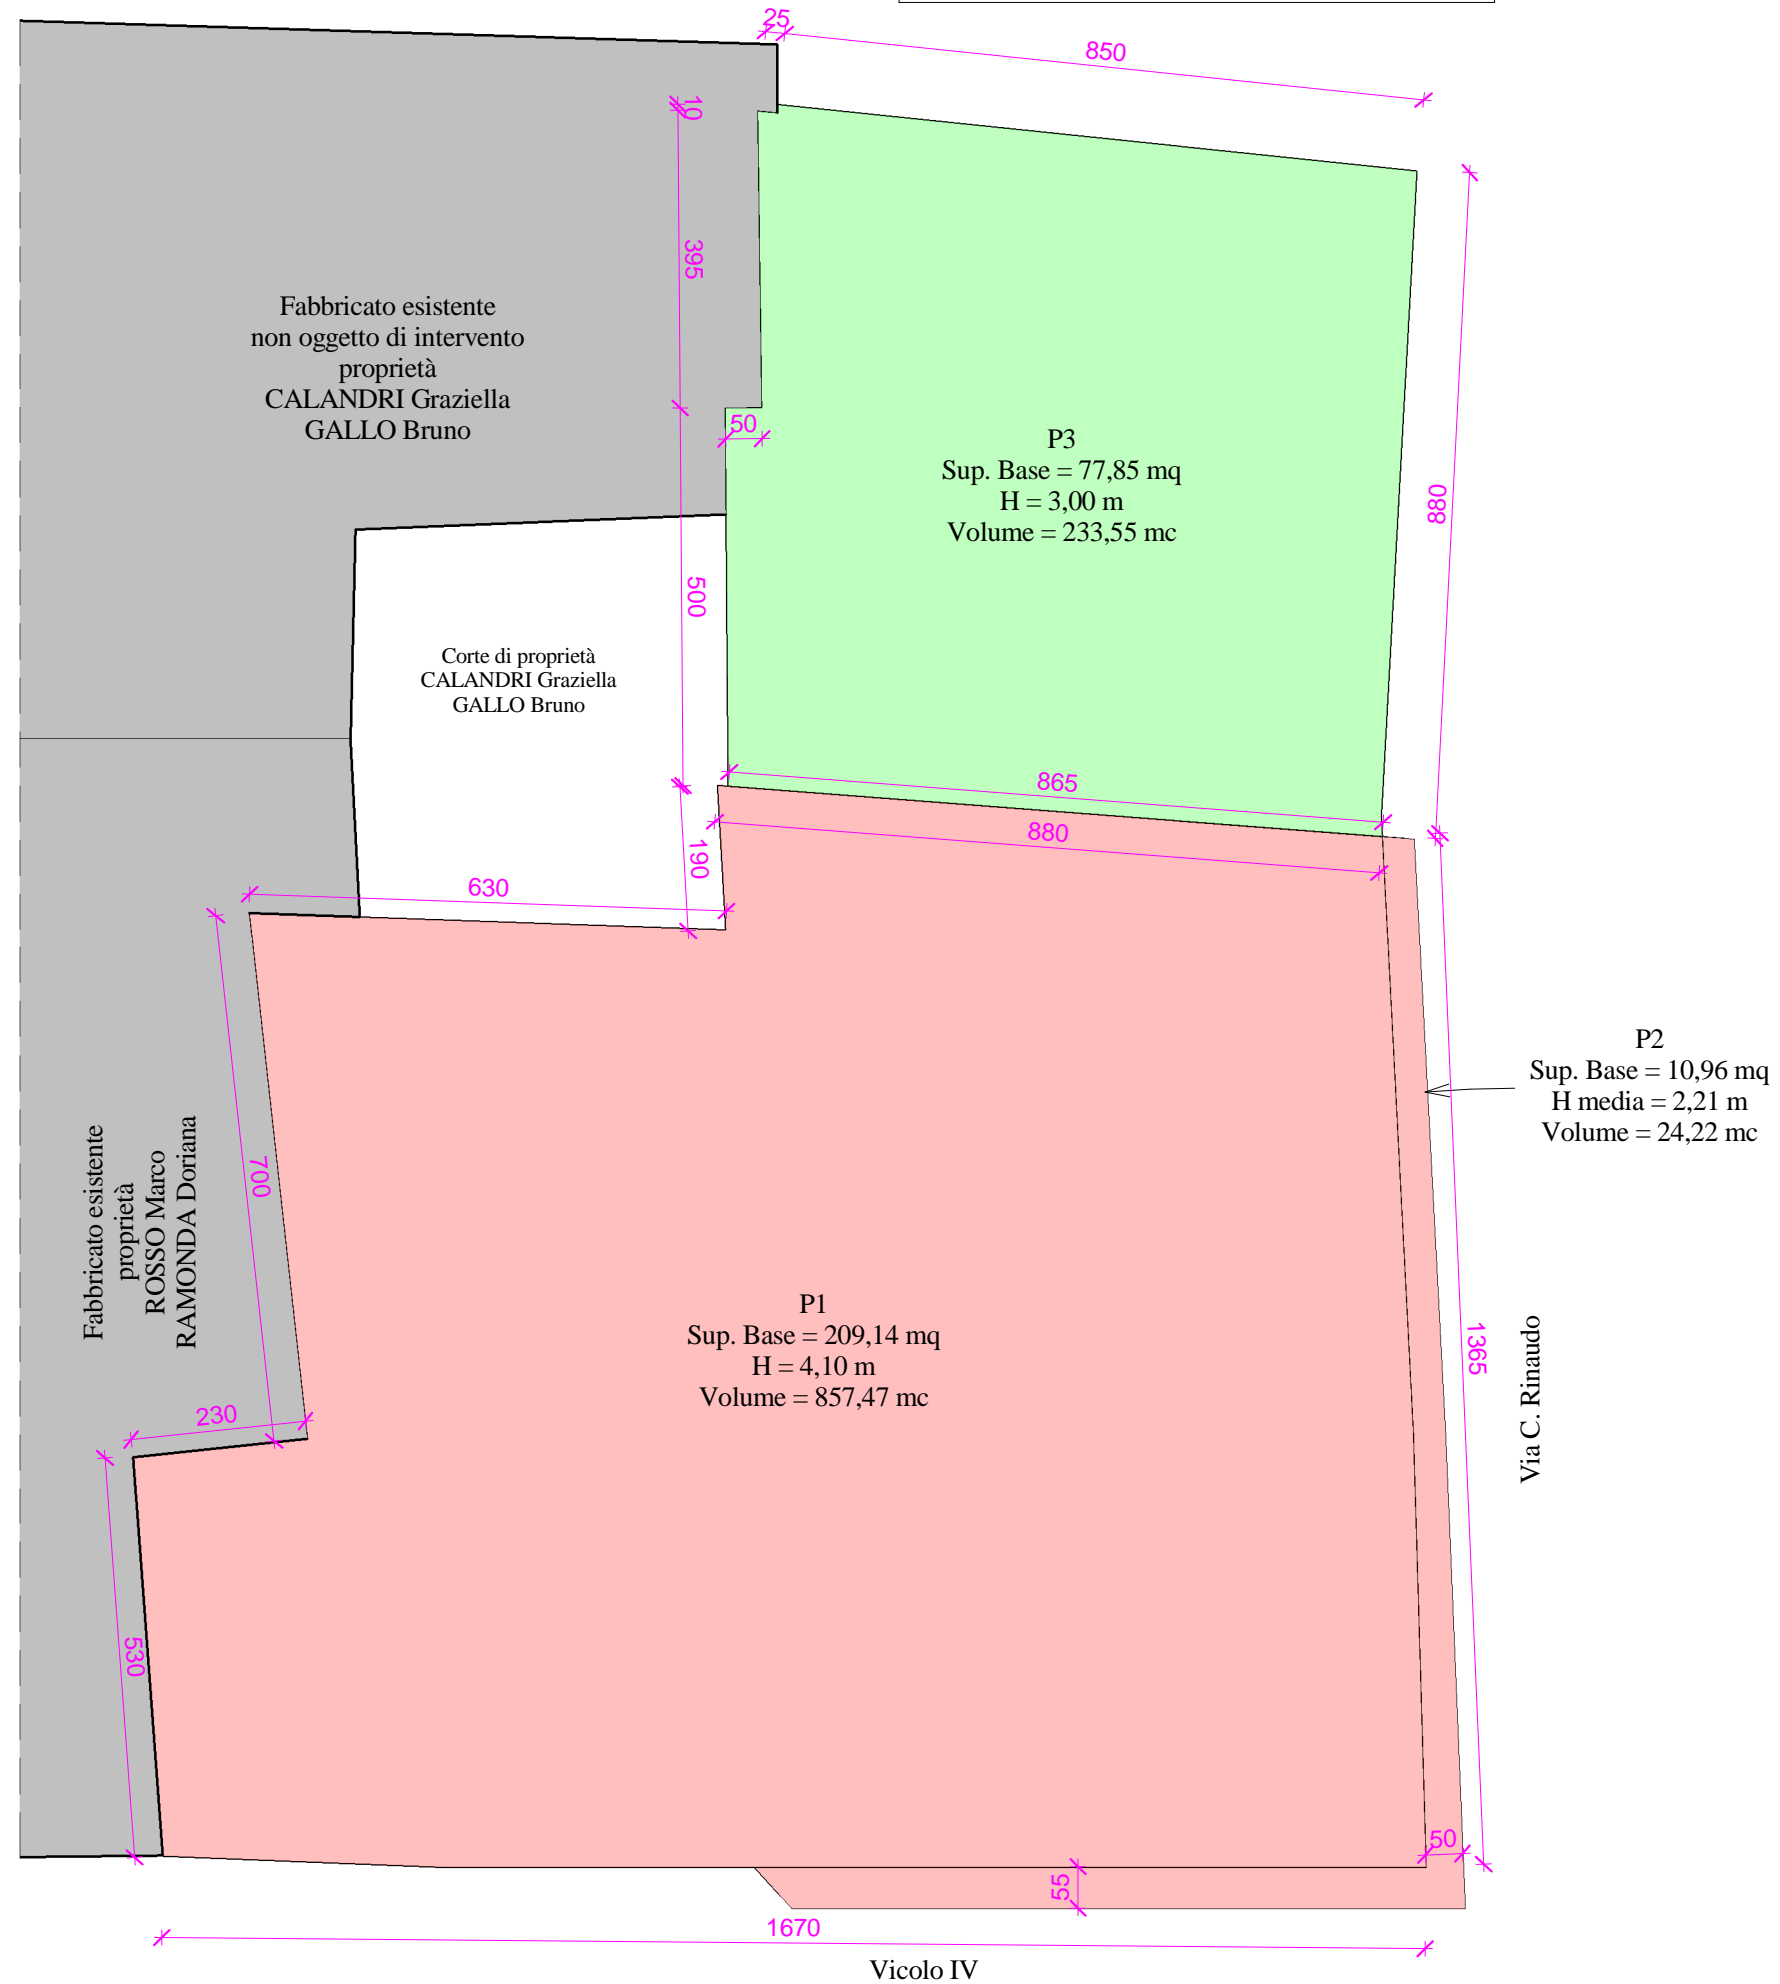 25
850
10
395
Fabbricato esistente
non oggetto di intervento
proprietà
CALANDRI Graziella
GALLO Bruno
50
P3
Sup. Base = 77,85 mq
H = 3,00 m
Volume = 233,55 mc
880
500
Corte di proprietà
CALANDRI Graziella
GALLO Bruno
865
880
190
630
P2
Sup. Base = 10,96 mq
H media = 2,21 m
Volume = 24,22 mc
700
Fabbricato esistente
proprietà
ROSSO Marco
RAMONDA Doriana
P1
Sup. Base = 209,14 mq
H = 4,10 m
Volume = 857,47 mc
1365
Via C. Rinaudo
230
530
50
55
1670
Vicolo IV